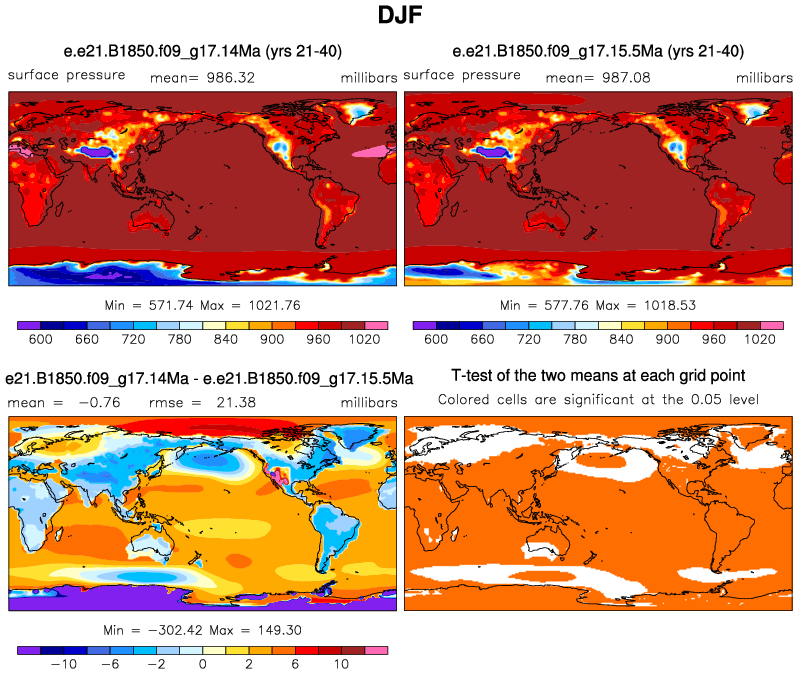 DJF
e.e21.B1850.f09_g17.14Ma (yrs 21-40)
surface pressure mean= 986.32 millibars
e.e21.B1850.f09_g17.15.5Ma (yrs 21-40)
surface pressure mean= 987.08 millibars
Min = 571.74 Max = 1021.76
600 660 720 780 840 900 960 1020
Min = 577.76 Max = 1018.53
600 660 720 780 840 900 960 1020
e21.B1850.f09_g17.14Ma - e.e21.B1850.f09_g17.15.5Ma
mean = -0.76 rmse = 21.38 millibars
T-test of the two means at each grid point
Colored cells are significant at the 0.05 level
Min = -302.42 Max = 149.30
-10 -6 -2 0 2 6 10